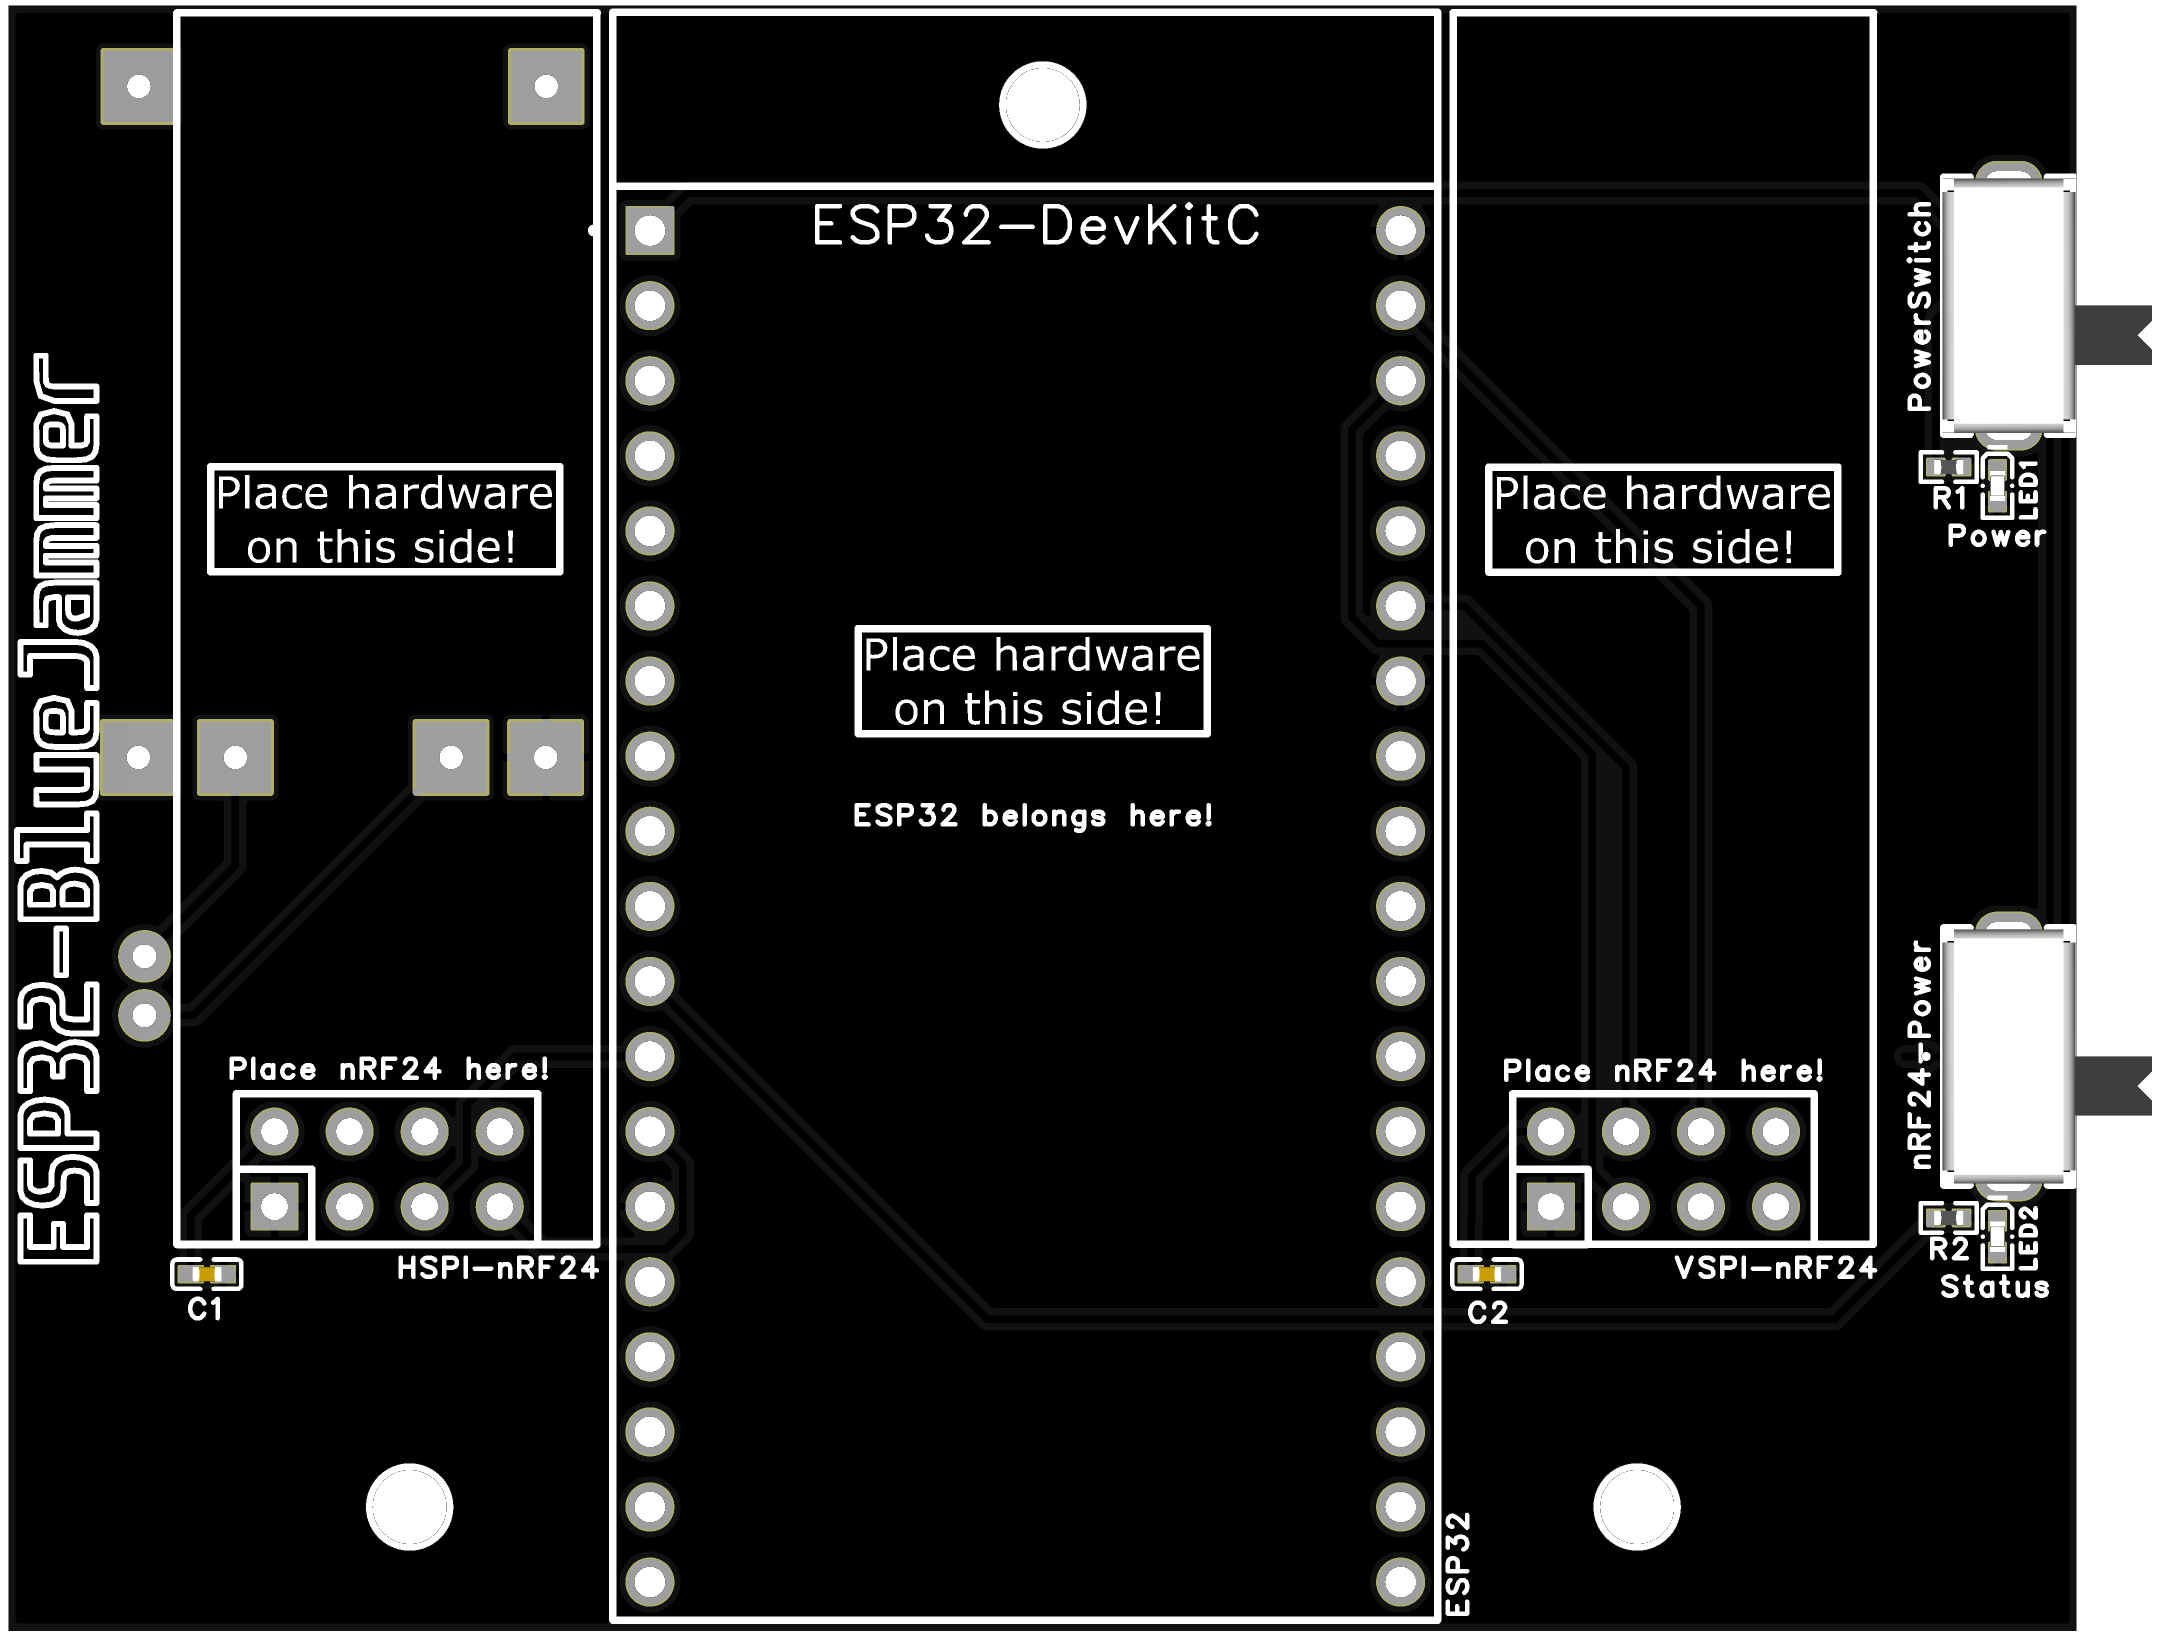 ESP32-BlueJammer
ESP32-DevKitC
PowerSwitch
Place hardware
on this side!
Place hardware
on this side!
R1
LED1
Power
Place hardware
on this side!
ESP32 belongs here!
nRF24-Power
Place nRF24 here!
Place nRF24 here!
HSPI-nRF24
VSPI-nRF24
R2
LED2
Status
C1
C2
ESP32